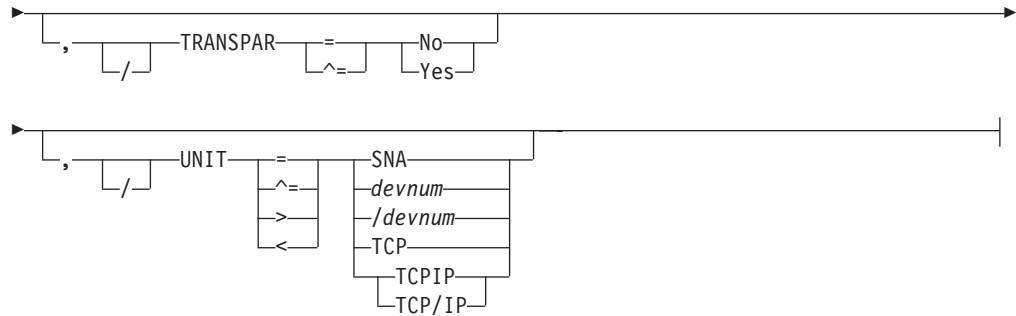 , / TRANSPAR = No
^= Yes
, / UNIT = SNA
^= devnum
> /devnum
< TCP
TCPIP
TCP/IP